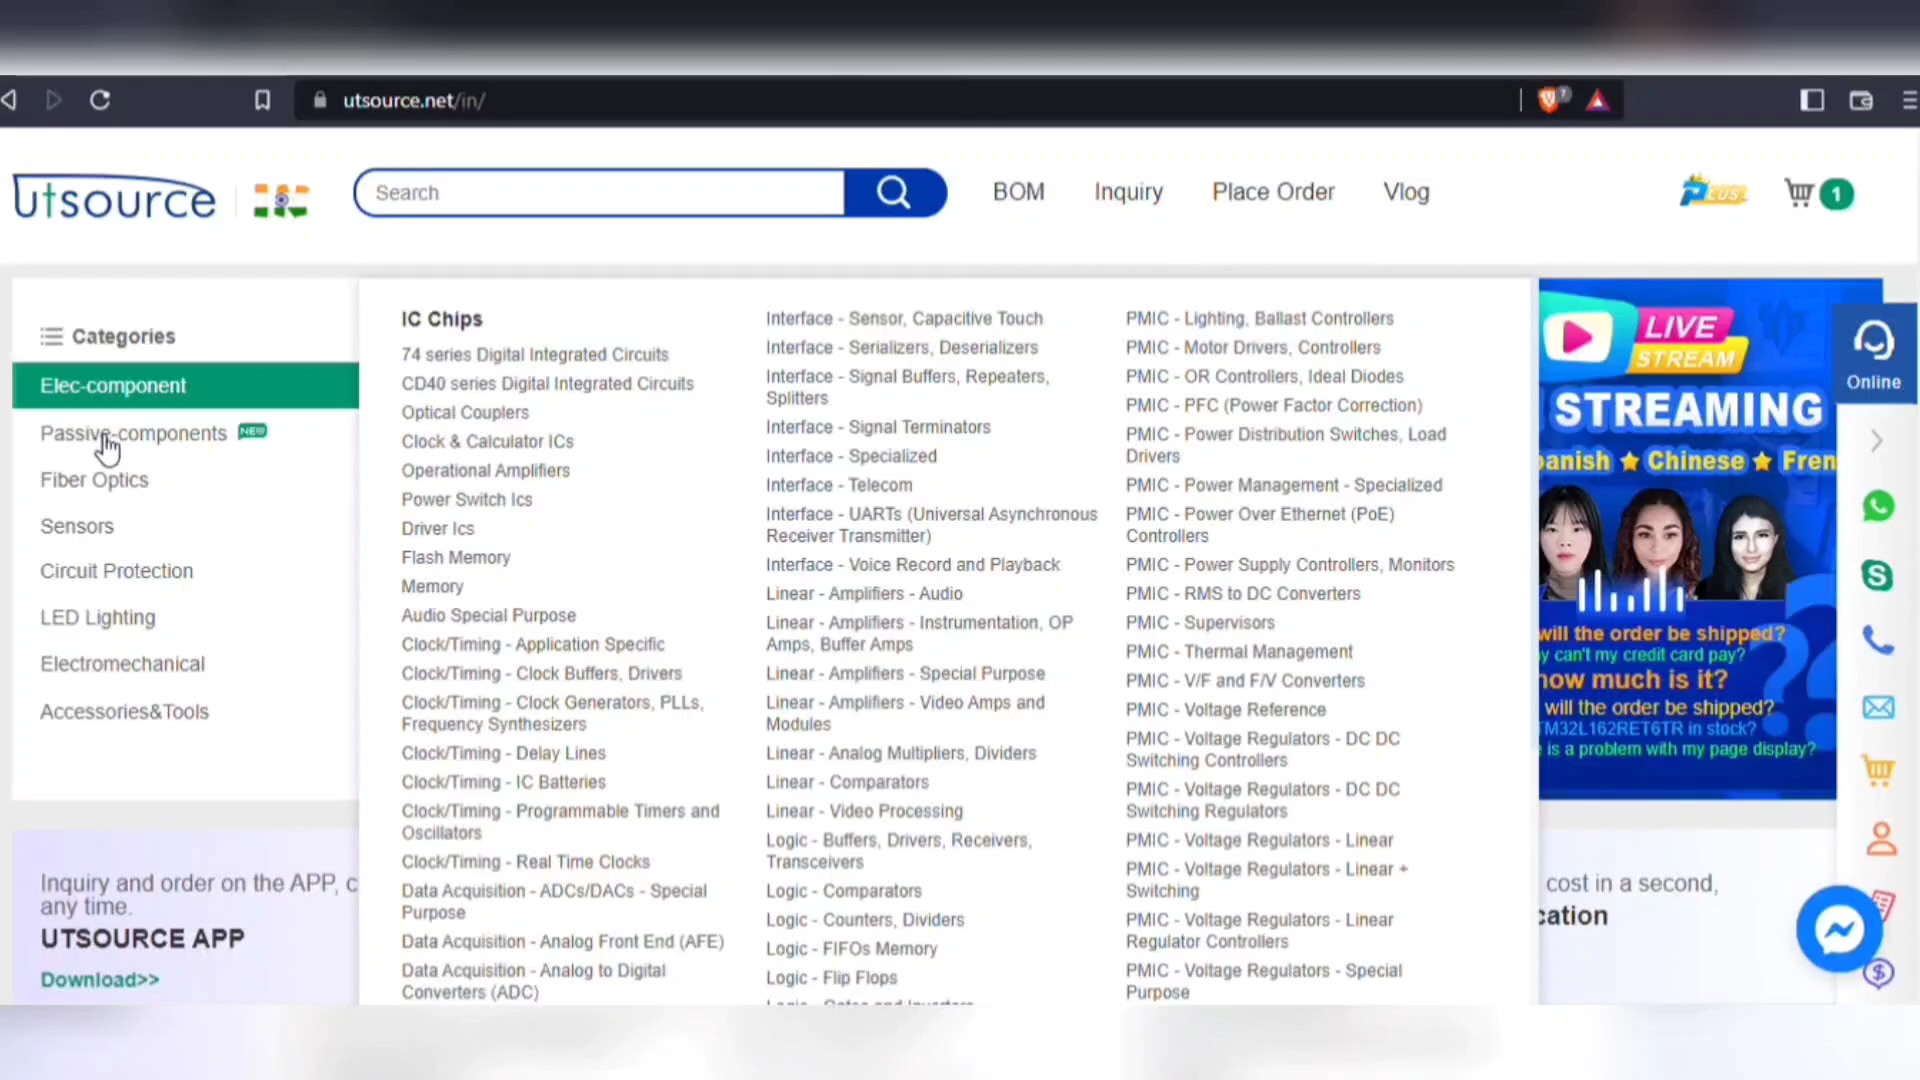 utsource.net/in/
7
utsource
Search
BOM
Inquiry
Place Order
Vlog
PLUS
1
Categories
Elec-component
Passive-components NEW
Fiber Optics
Sensors
Circuit Protection
LED Lighting
Electromechanical
Accessories&Tools
IC Chips
74 series Digital Integrated Circuits
CD40 series Digital Integrated Circuits
Optical Couplers
Clock & Calculator ICs
Operational Amplifiers
Power Switch Ics
Driver Ics
Flash Memory
Memory
Audio Special Purpose
Clock/Timing - Application Specific
Clock/Timing - Clock Buffers, Drivers
Clock/Timing - Clock Generators, PLLs,
Frequency Synthesizers
Clock/Timing - Delay Lines
Clock/Timing - IC Batteries
Clock/Timing - Programmable Timers and
Oscillators
Clock/Timing - Real Time Clocks
Data Acquisition - ADCs/DACs - Special
Purpose
Data Acquisition - Analog Front End (AFE)
Data Acquisition - Analog to Digital
Converters (ADC)
Interface - Sensor, Capacitive Touch
Interface - Serializers, Deserializers
Interface - Signal Buffers, Repeaters,
Splitters
Interface - Signal Terminators
Interface - Specialized
Interface - Telecom
Interface - UARTs (Universal Asynchronous
Receiver Transmitter)
Interface - Voice Record and Playback
Linear - Amplifiers - Audio
Linear - Amplifiers - Instrumentation, OP
Amps, Buffer Amps
Linear - Amplifiers - Special Purpose
Linear - Amplifiers - Video Amps and
Modules
Linear - Analog Multipliers, Dividers
Linear - Comparators
Linear - Video Processing
Logic - Buffers, Drivers, Receivers,
Transceivers
Logic - Comparators
Logic - Counters, Dividers
Logic - FIFOs Memory
Logic - Flip Flops
Logic - Gates and Inverters
PMIC - Lighting, Ballast Controllers
PMIC - Motor Drivers, Controllers
PMIC - OR Controllers, Ideal Diodes
PMIC - PFC (Power Factor Correction)
PMIC - Power Distribution Switches, Load
Drivers
PMIC - Power Management - Specialized
PMIC - Power Over Ethernet (PoE)
Controllers
PMIC - Power Supply Controllers, Monitors
PMIC - RMS to DC Converters
PMIC - Supervisors
PMIC - Thermal Management
PMIC - V/F and F/V Converters
PMIC - Voltage Reference
PMIC - Voltage Regulators - DC DC
Switching Controllers
PMIC - Voltage Regulators - DC DC
Switching Regulators
PMIC - Voltage Regulators - Linear
PMIC - Voltage Regulators - Linear +
Switching
PMIC - Voltage Regulators - Linear
Regulator Controllers
PMIC - Voltage Regulators - Special
Purpose
LIVE
STREAM
STREAMING
panish ★ Chinese ★ Fren
will the order be shipped?
y can't my credit card pay?
how much is it?
will the order be shipped?
TM32L162RET6TR in stock?
is a problem with my page display?
Online
Inquiry and order on the APP, c
any time.
UTSOURCE APP
Download>>
cost in a second,
cation